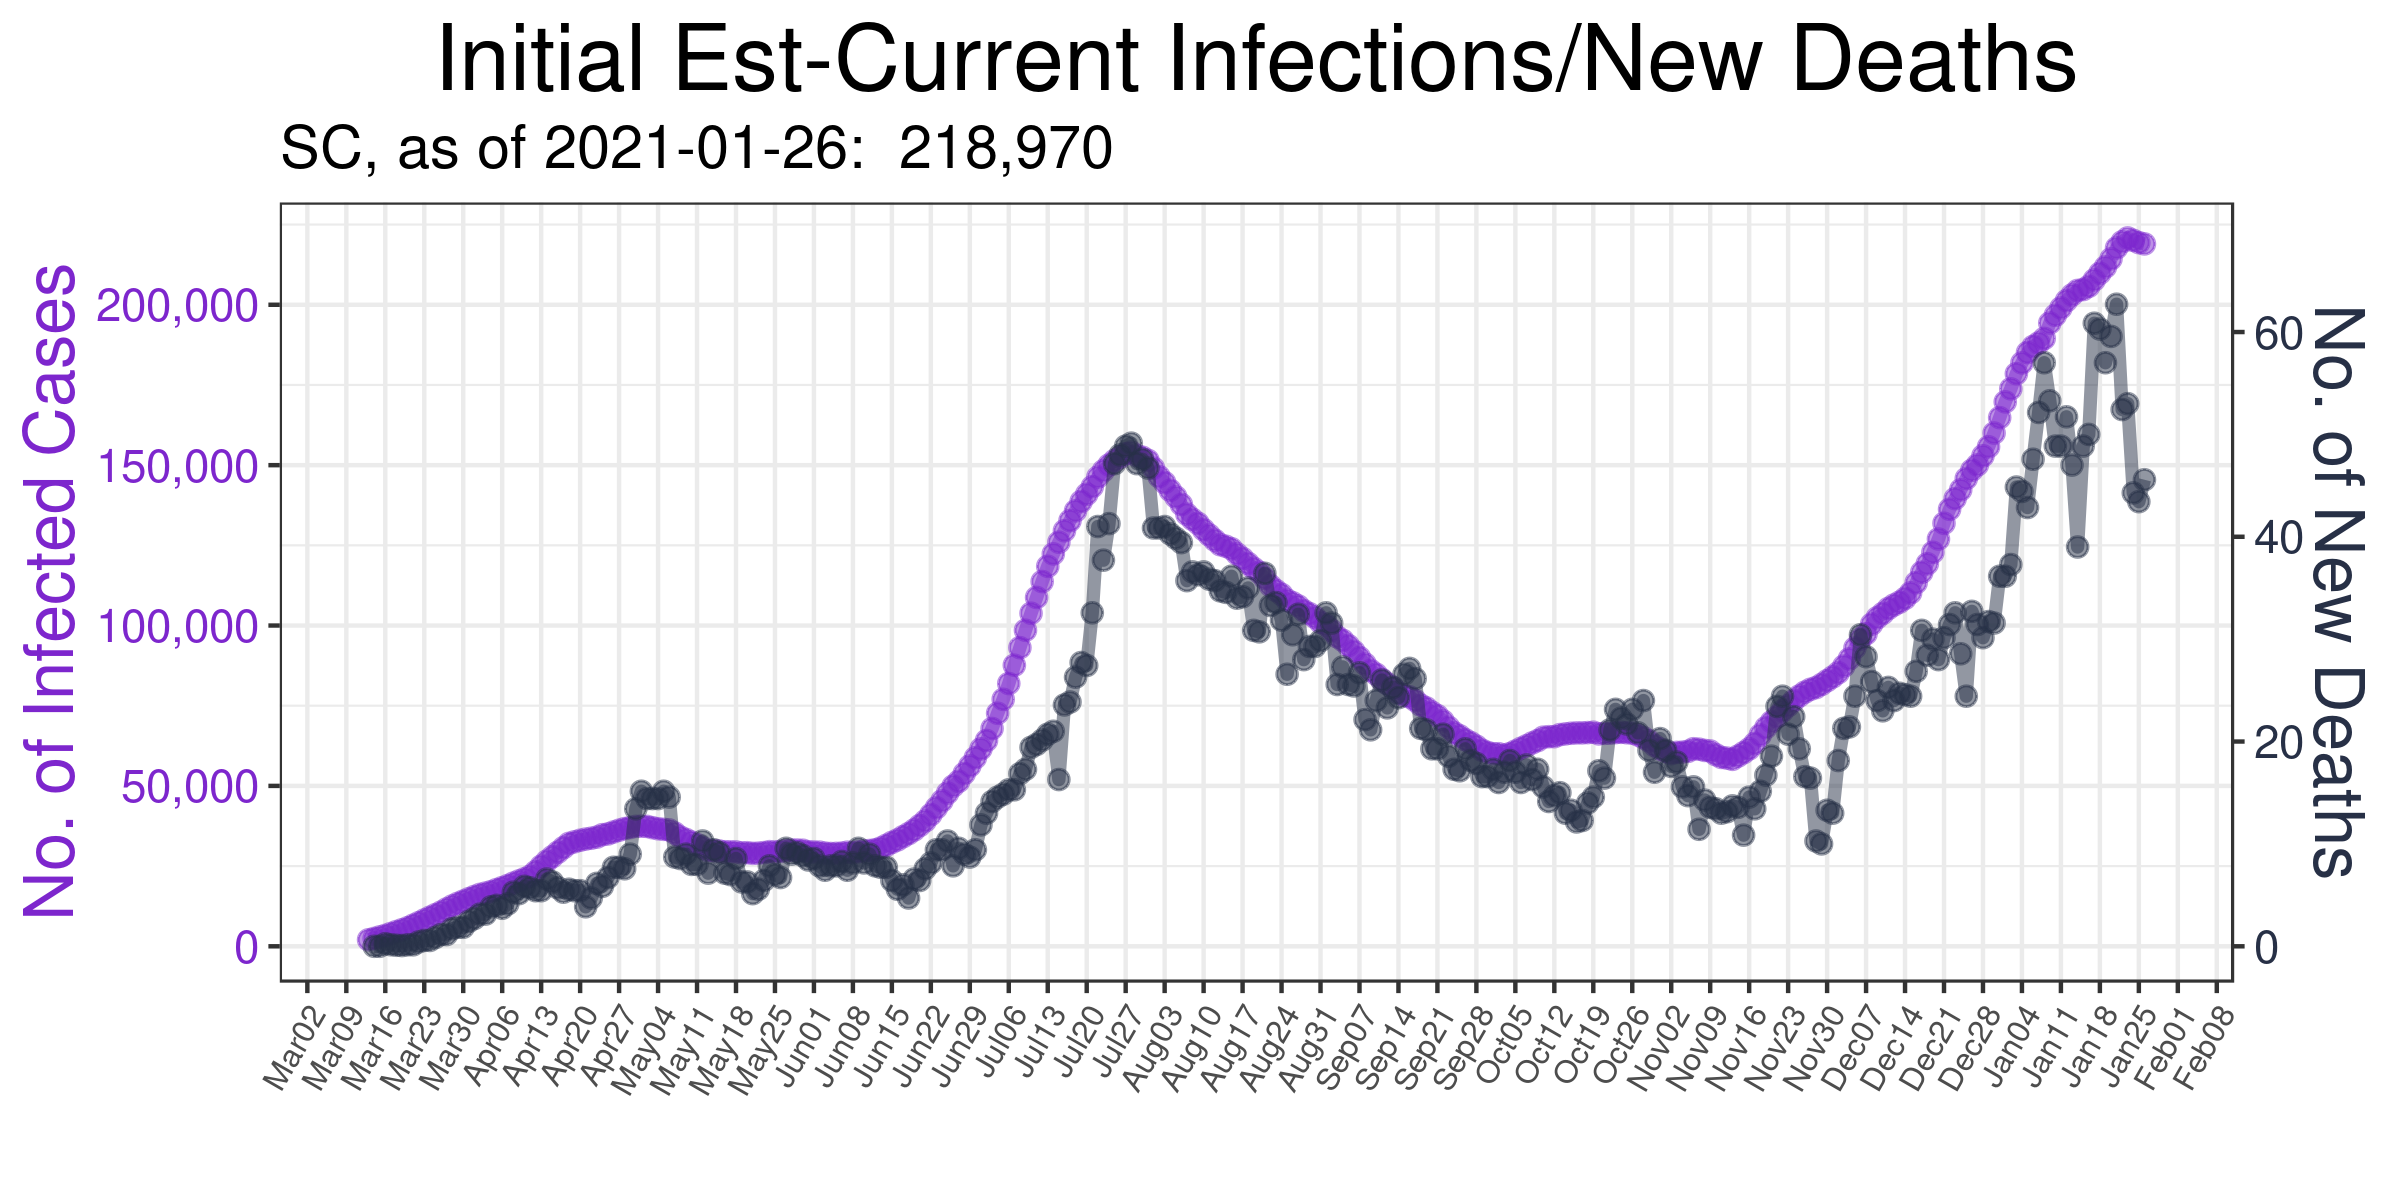 Initial Est-Current Infections/New Deaths
SC, as of 2021-01-26:  218,970
No. of Infected Cases
200,000
150,000
100,000
50,000
0
60
40
20
0
No. of New Deaths
Mar02
Mar09
Mar16
Mar23
Mar30
Apr06
Apr13
Apr20
Apr27
May04
May11
May18
May25
Jun01
Jun08
Jun15
Jun22
Jun29
Jul06
Jul13
Jul20
Jul27
Aug03
Aug10
Aug17
Aug24
Aug31
Sep07
Sep14
Sep21
Sep28
Oct05
Oct12
Oct19
Oct26
Nov02
Nov09
Nov16
Nov23
Nov30
Dec07
Dec14
Dec21
Dec28
Jan04
Jan11
Jan18
Jan25
Feb01
Feb08